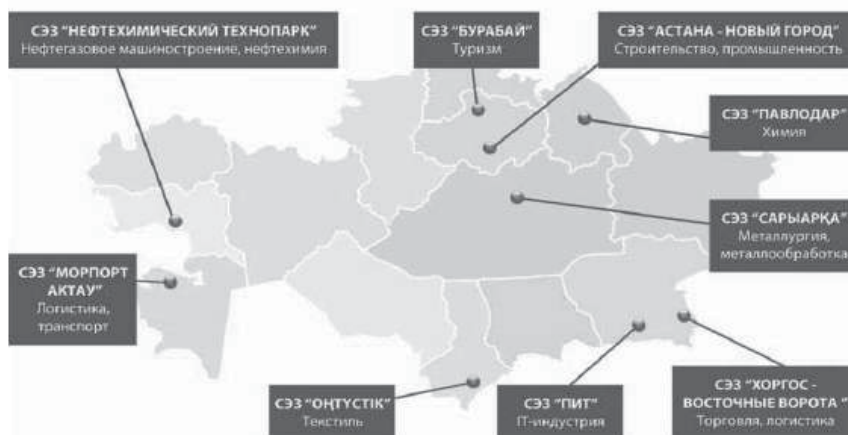 СЭЗ "НЕФТЕХИМИЧЕСКИЙ ТЕХНОПАРК"
Нефтегазовое машиностроение, нефтехимия
СЭЗ "БУРАБАЙ"
Туризм
СЭЗ "АСТАНА - НОВЫЙ ГОРОД"
Строительство, промышленность
СЭЗ "ПАВЛОДАР"
Химия
СЭЗ "САРЫАРҚА"
Металлургия,
металлообработка
СЭЗ "МОРПОРТ
АКТАУ"
Логистика,
транспорт
СЭЗ "ОҢТҮСТІК"
Текстиль
СЭЗ "ПИТ"
IT-индустрия
СЭЗ "ХОРГОС -
ВОСТОЧНЫЕ ВОРОТА "
Торговля, логистика